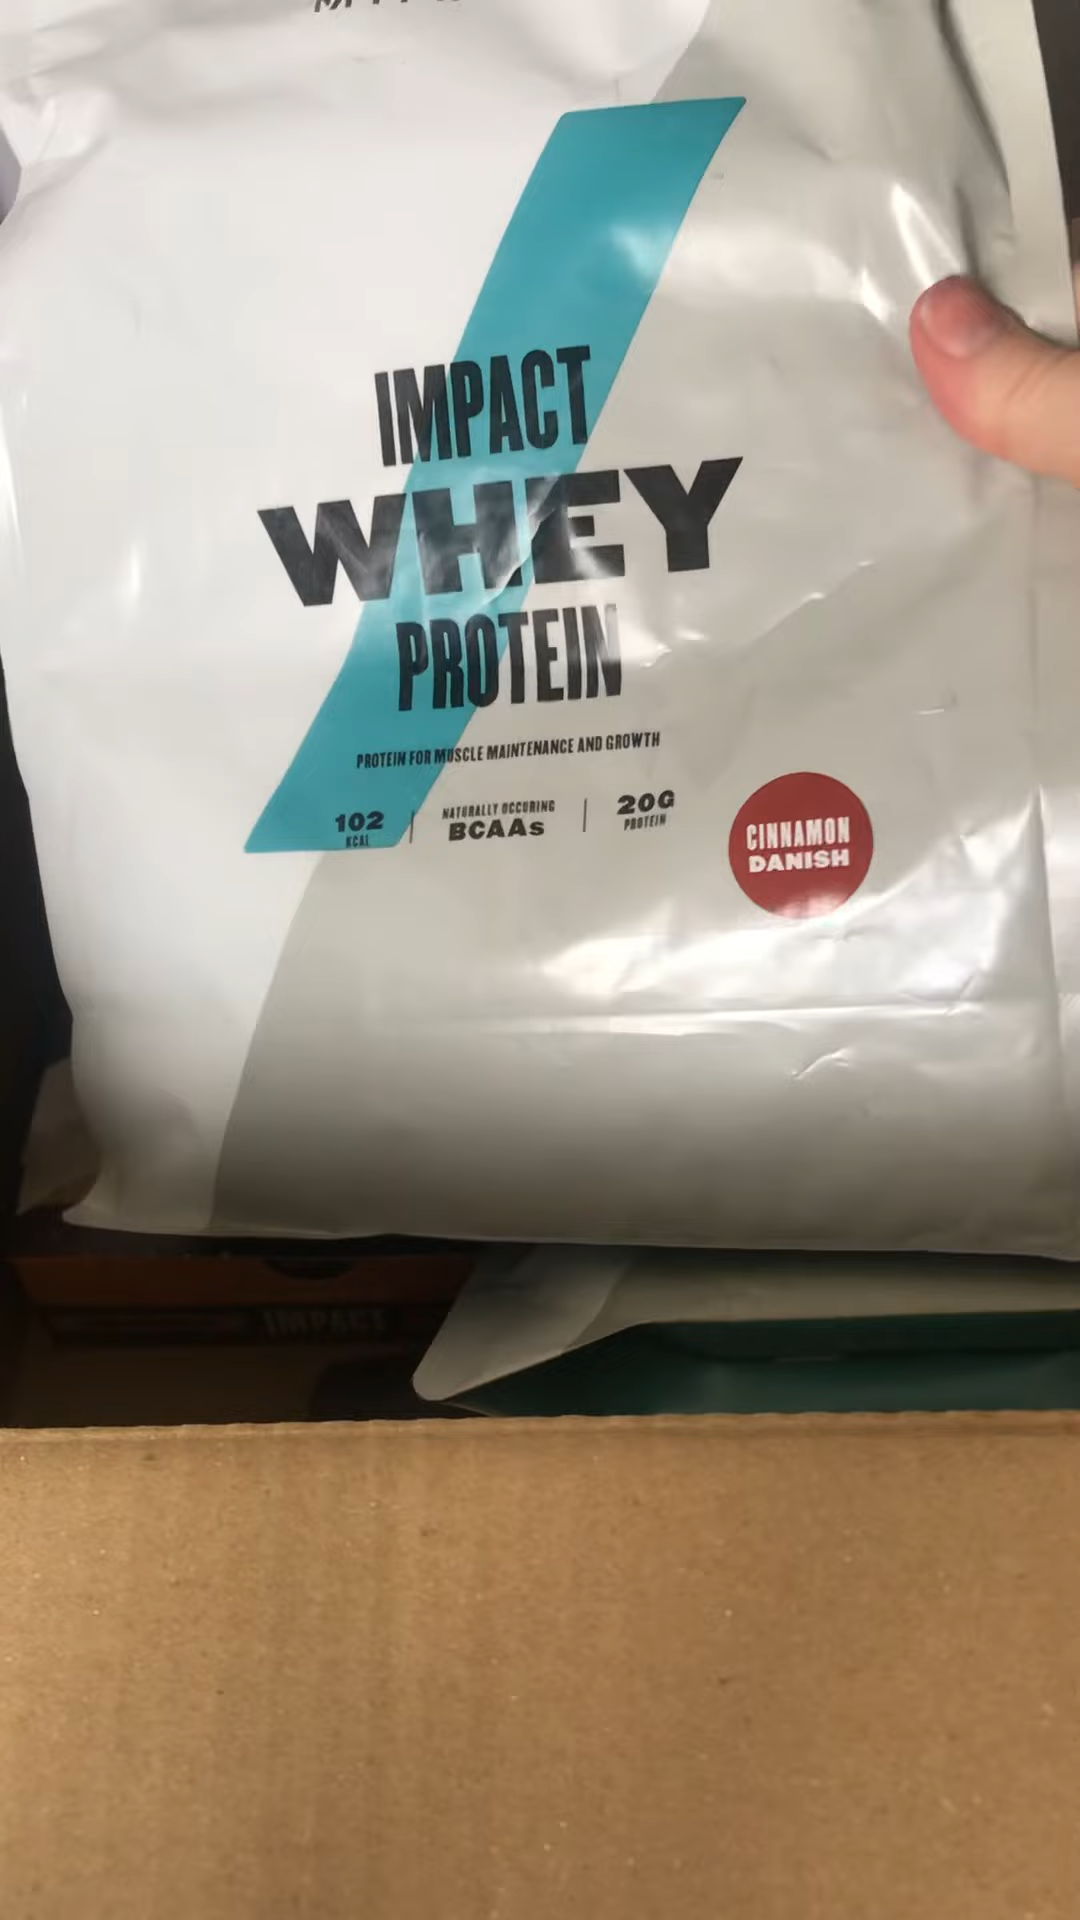 IMPACT
WHEY
PROTEIN
PROTEIN FOR MUSCLE MAINTENANCE AND GROWTH
102
KCAL
NATURALLY OCCURING
BCAAs
20G
PROTEIN
CINNAMON
DANISH
IMPACT